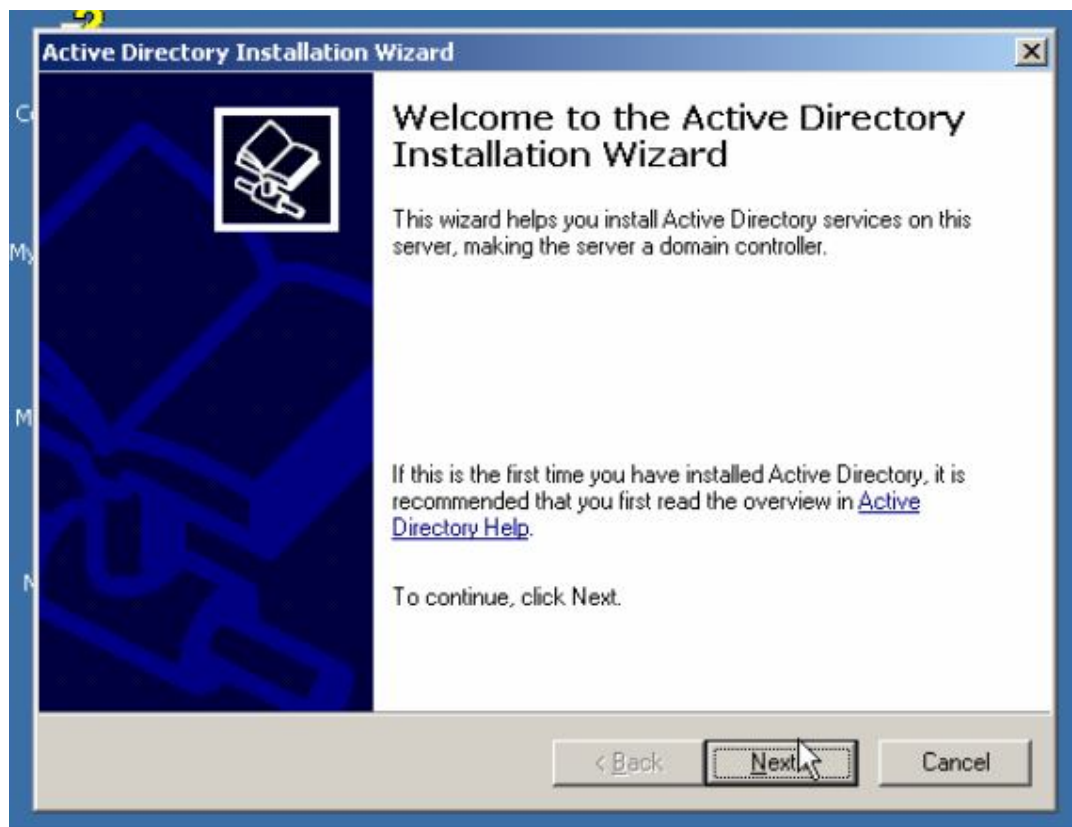 Active Directory Installation Wizard
Welcome to the Active Directory
Installation Wizard
This wizard helps you install Active Directory services on this
server, making the server a domain controller.
If this is the first time you have installed Active Directory, it is
recommended that you first read the overview in Active
Directory Help.
To continue, click Next.
< Back Next Cancel